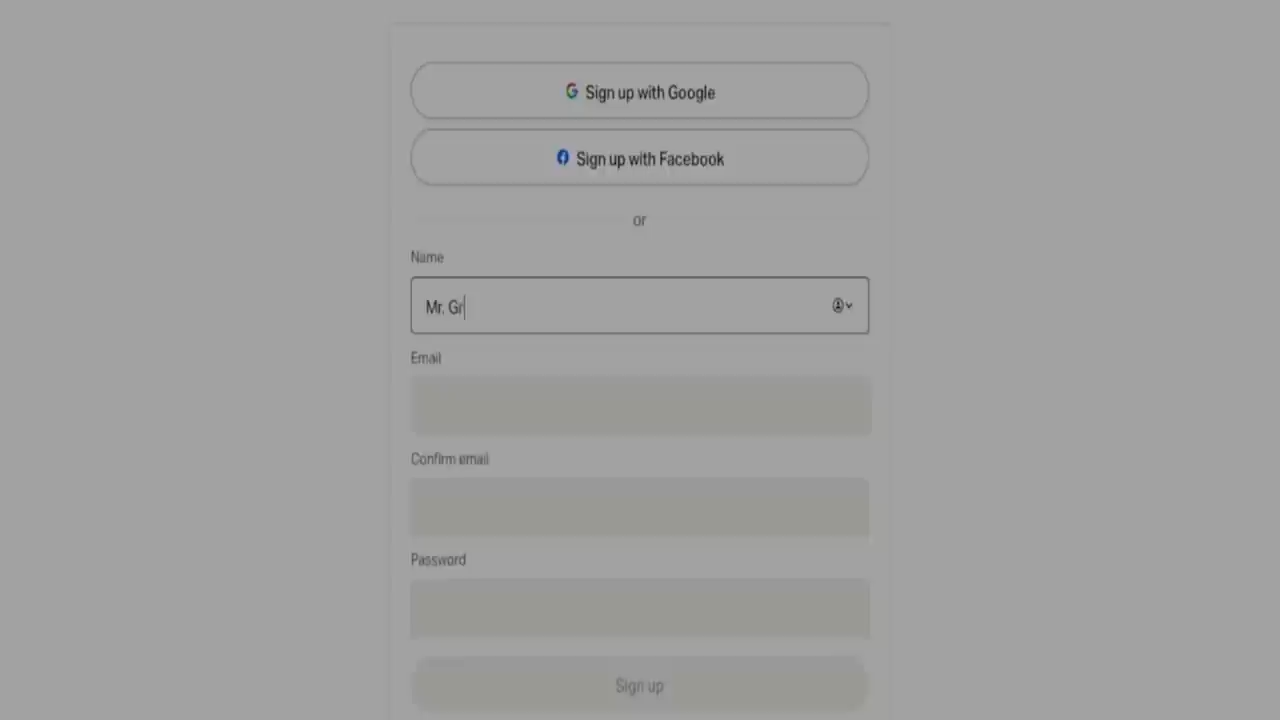 Sign up with Google
Sign up with Facebook
or
Name
Mr. Gr
Email
Confirm email
Password
Sign up